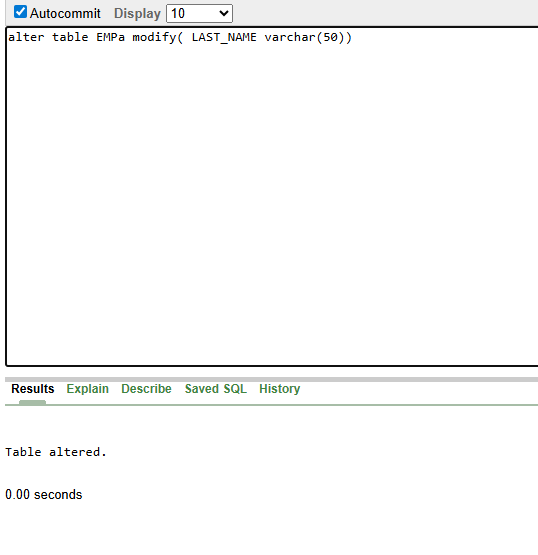 Autocommit Display 10
alter table EMPa modify( LAST_NAME varchar(50))
Results Explain Describe Saved SQL History
Table altered.
0.00 seconds